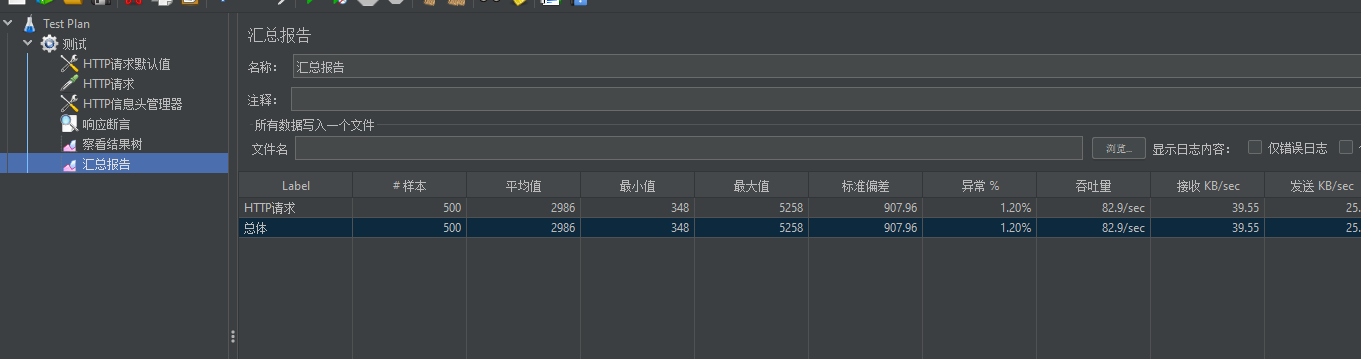 Test Plan
测试
HTTP请求默认值
HTTP请求
HTTP信息头管理器
响应断言
察看结果树
汇总报告
汇总报告
名称： 汇总报告
注释：
所有数据写入一个文件
文件名 浏览... 显示日志内容： 仅错误日志
Label # 样本 平均值 最小值 最大值 标准偏差 异常 % 吞吐量 接收 KB/sec 发送 KB/sec
HTTP请求 500 2986 348 5258 907.96 1.20% 82.9/sec 39.55 25.
总体 500 2986 348 5258 907.96 1.20% 82.9/sec 39.55 25.